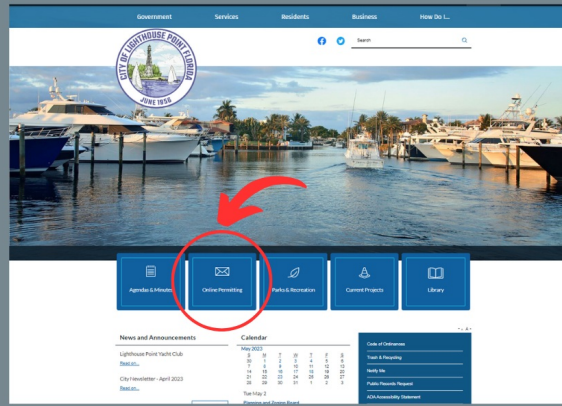 Government Services Residents Business How Do I...
CITY OF LIGHTHOUSE POINT FLORIDA
JUNE 1956
Search
Agendas & Minutes
Online Permitting
Parks & Recreation
Current Projects
Library
News and Announcements
Lighthouse Point Yacht Club
Read on...
City Newsletter - April 2023
Read on...
Calendar
May 2023
S M T W T F S
30 1 2 3 4 5 6
7 8 9 10 11 12 13
14 15 16 17 18 19 20
21 22 23 24 25 26 27
28 29 30 31 1 2 3
Tue May 2
Planning and Zoning Board
Code of Ordinances
Trash & Recycling
Notify Me
Public Records Request
ADA Accessibility Statement